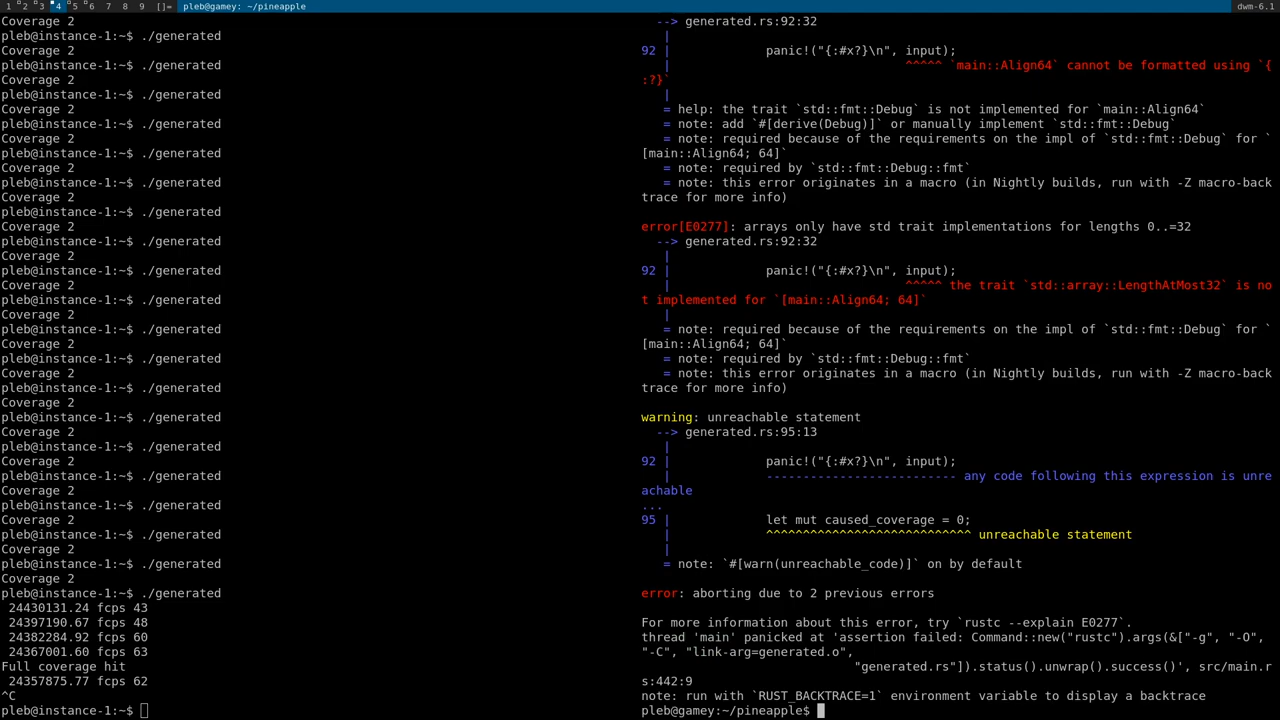 1 2 3 4 5 6 7 8 9 []= pleb@gamey: ~/pineapple dwm-6.1
Coverage 2
pleb@instance-1:~$ ./generated
Coverage 2
pleb@instance-1:~$ ./generated
Coverage 2
pleb@instance-1:~$ ./generated
Coverage 2
pleb@instance-1:~$ ./generated
Coverage 2
pleb@instance-1:~$ ./generated
Coverage 2
pleb@instance-1:~$ ./generated
Coverage 2
pleb@instance-1:~$ ./generated
Coverage 2
pleb@instance-1:~$ ./generated
Coverage 2
pleb@instance-1:~$ ./generated
Coverage 2
pleb@instance-1:~$ ./generated
Coverage 2
pleb@instance-1:~$ ./generated
Coverage 2
pleb@instance-1:~$ ./generated
Coverage 2
pleb@instance-1:~$ ./generated
Coverage 2
pleb@instance-1:~$ ./generated
Coverage 2
pleb@instance-1:~$ ./generated
Coverage 2
pleb@instance-1:~$ ./generated
Coverage 2
pleb@instance-1:~$ ./generated
Coverage 2
pleb@instance-1:~$ ./generated
Coverage 2
pleb@instance-1:~$ ./generated
Coverage 2
pleb@instance-1:~$ ./generated
24430131.24 fcps 43
24397190.67 fcps 48
24382284.92 fcps 60
24367001.60 fcps 63
Full coverage hit
24357875.77 fcps 62
^C
pleb@instance-1:~$
--> generated.rs:92:32
|
92 | panic!("{:#x?}\n", input);
| ^^^^^ `main::Align64` cannot be formatted using `{
:?}`
|
= help: the trait `std::fmt::Debug` is not implemented for `main::Align64`
= note: add `#[derive(Debug)]` or manually implement `std::fmt::Debug`
= note: required because of the requirements on the impl of `std::fmt::Debug` for `
[main::Align64; 64]`
= note: required by `std::fmt::Debug::fmt`
= note: this error originates in a macro (in Nightly builds, run with -Z macro-back
trace for more info)
error[E0277]: arrays only have std trait implementations for lengths 0..=32
--> generated.rs:92:32
|
92 | panic!("{:#x?}\n", input);
| ^^^^^ the trait `std::array::LengthAtMost32` is no
t implemented for `[main::Align64; 64]`
|
= note: required because of the requirements on the impl of `std::fmt::Debug` for `
[main::Align64; 64]`
= note: required by `std::fmt::Debug::fmt`
= note: this error originates in a macro (in Nightly builds, run with -Z macro-back
trace for more info)
warning: unreachable statement
--> generated.rs:95:13
|
92 | panic!("{:#x?}\n", input);
| -------------------------- any code following this expression is unre
achable
...
95 | let mut caused_coverage = 0;
| ^^^^^^^^^^^^^^^^^^^^^^^^^^^^ unreachable statement
|
= note: `#[warn(unreachable_code)]` on by default
error: aborting due to 2 previous errors
For more information about this error, try `rustc --explain E0277`.
thread 'main' panicked at 'assertion failed: Command::new("rustc").args(&["-g", "-O",
"-C", "link-arg=generated.o",
"generated.rs"]).status().unwrap().success()', src/main.r
s:442:9
note: run with `RUST_BACKTRACE=1` environment variable to display a backtrace
pleb@gamey:~/pineapple$